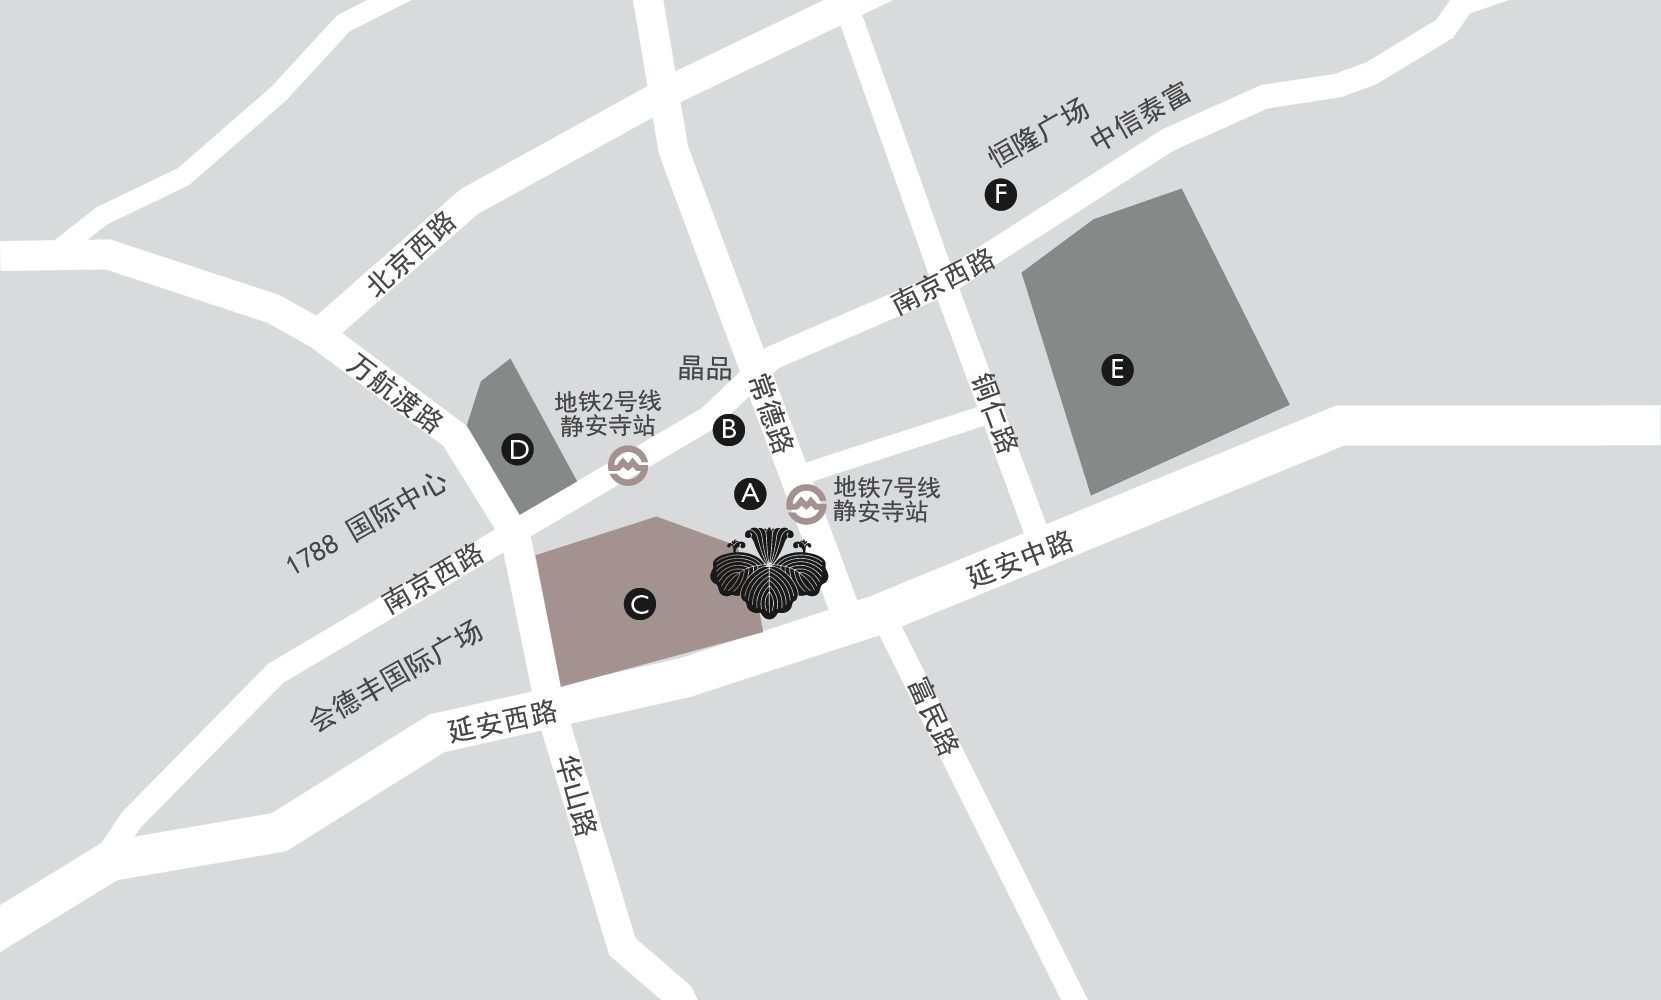 恒隆广场
中信泰富
F
北京西路
南京西路
万航渡路
晶品
E
地铁2号线
静安寺站
常德路
铜仁路
B
D
A
地铁7号线
静安寺站
1788 国际中心
南京西路
延安中路
C
会德丰国际广场
延安西路
富民路
华山路